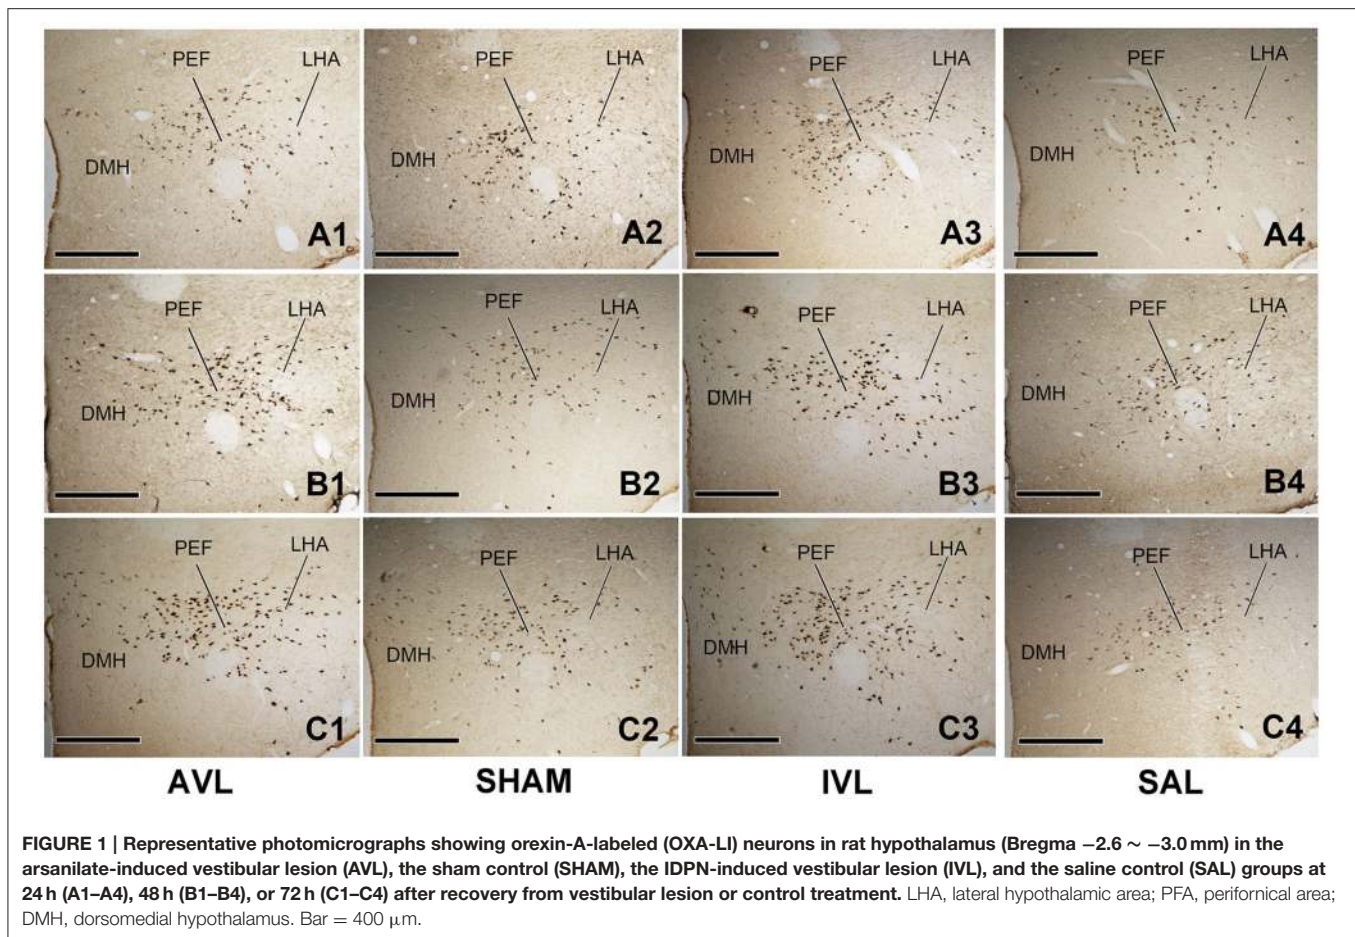 PEF LHA PEF LHA PEF LHA PEF LHA
DMH DMH DMH DMH
A1 A2 A3 A4
PEF LHA PEF LHA PEF LHA PEF LHA
DMH DMH DMH DMH
B1 B2 B3 B4
PEF LHA PEF LHA PEF LHA PEF LHA
DMH DMH DMH DMH
C1 C2 C3 C4
AVL SHAM IVL SAL
FIGURE 1 | Representative photomicrographs showing orexin-A-labeled (OXA-LI) neurons in rat hypothalamus (Bregma −2.6 ~ −3.0 mm) in the
arsanilate-induced vestibular lesion (AVL), the sham control (SHAM), the IDPN-induced vestibular lesion (IVL), and the saline control (SAL) groups at
24 h (A1–A4), 48 h (B1–B4), or 72 h (C1–C4) after recovery from vestibular lesion or control treatment. LHA, lateral hypothalamic area; PFA, perifornical area;
DMH, dorsomedial hypothalamus. Bar = 400 μm.